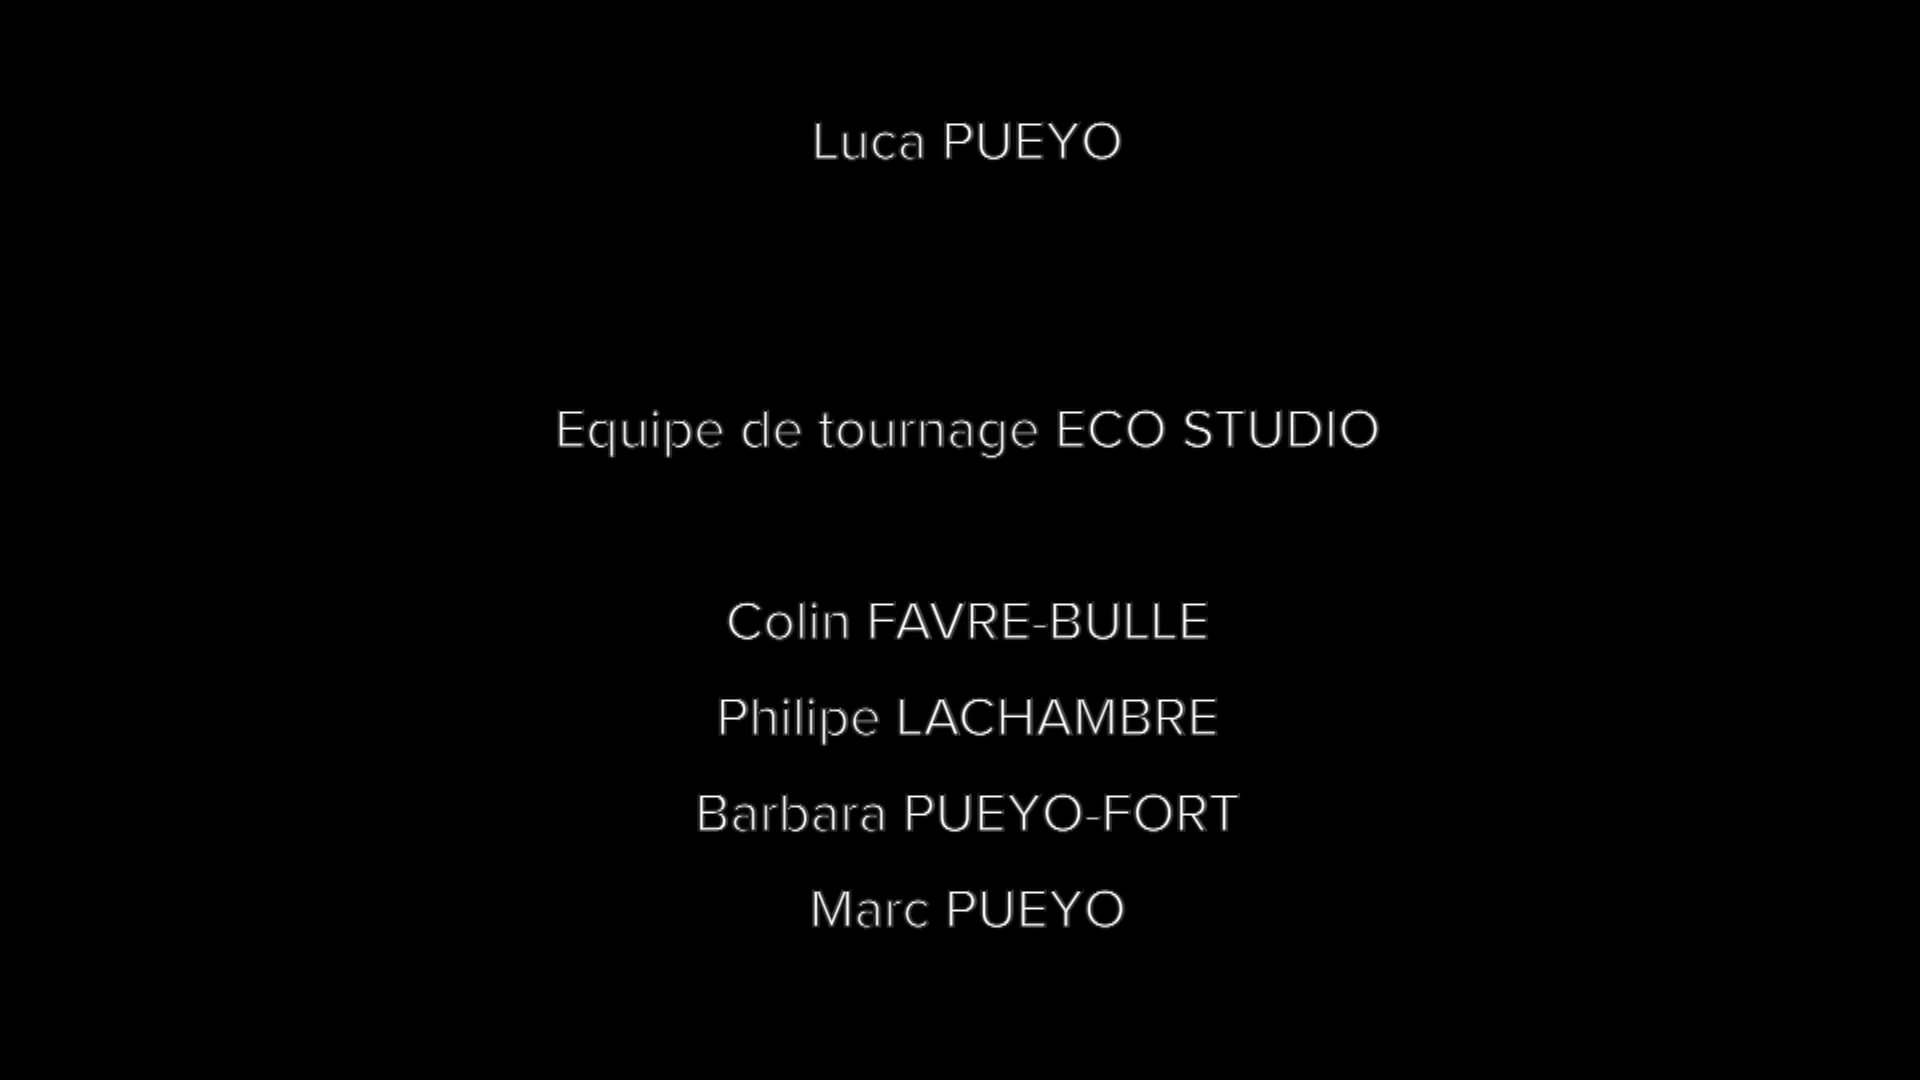 Luca PUEYO
Equipe de tournage ECO STUDIO
Colin FAVRE-BULLE
Philipe LACHAMBRE
Barbara PUEYO-FORT
Marc PUEYO